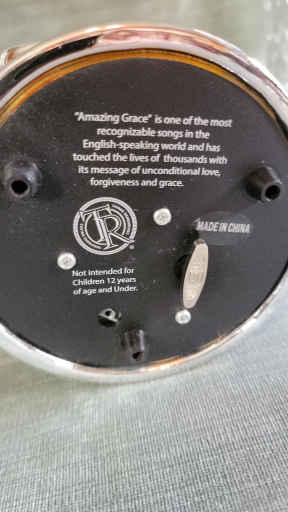 "Amazing Grace" is one of the most
recognizable songs in the
English-speaking world and has
touched the lives of thousands with
its message of unconditional love,
forgiveness and grace.
TR
®
MADE IN CHINA
Not Intended for
Children 12 years
of age and Under.